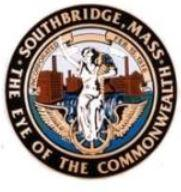 SOUTHBRIDGE, MASS.
THE EYE OF THE COMMONWEALTH